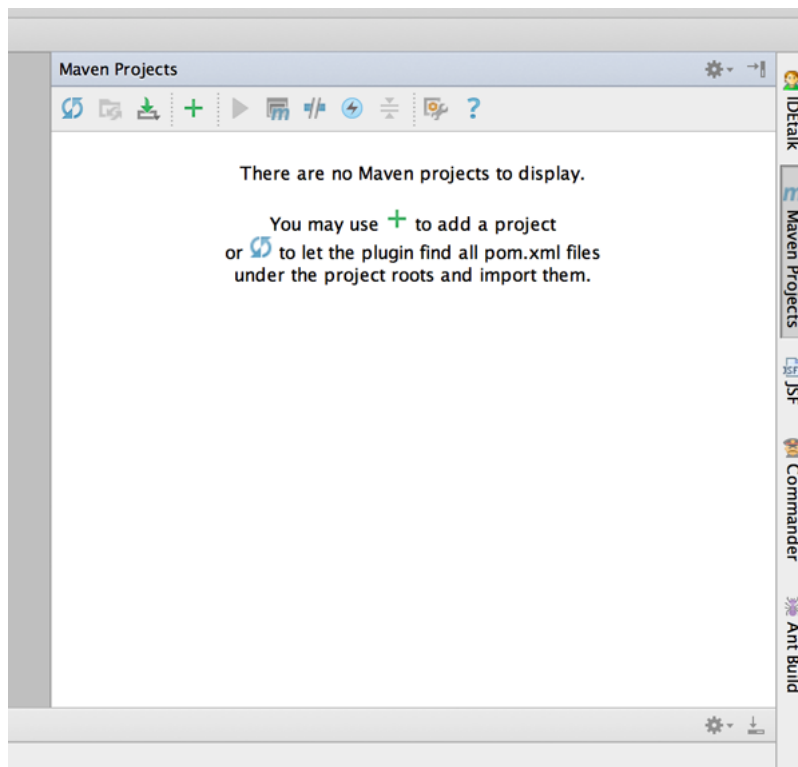 Maven Projects
There are no Maven projects to display.
You may use + to add a project
or to let the plugin find all pom.xml files
under the project roots and import them.
IDEtalk
m Maven Projects
JSF JSF
Commander
Ant Build
m
?